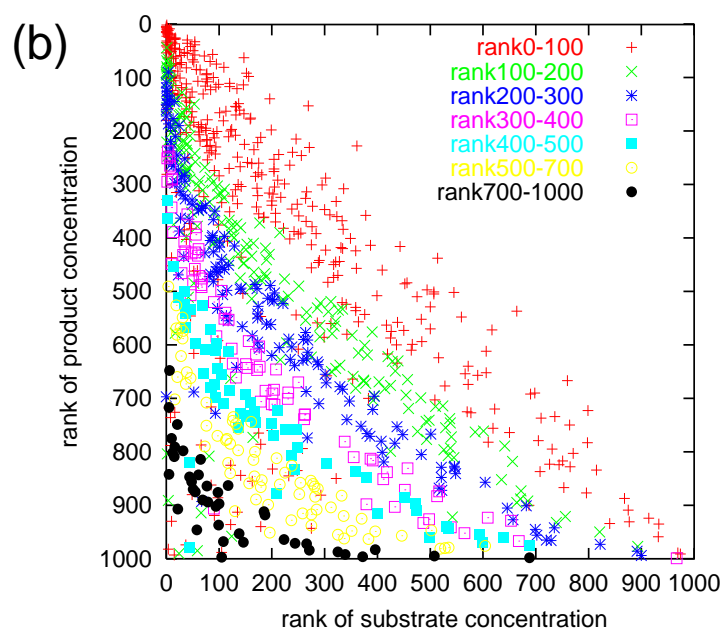 (b)
rank of product concentration
0
100
200
300
400
500
600
700
800
900
1000
rank0-100
rank100-200
rank200-300
rank300-400
rank400-500
rank500-700
rank700-1000
0 100 200 300 400 500 600 700 800 900 1000
rank of substrate concentration